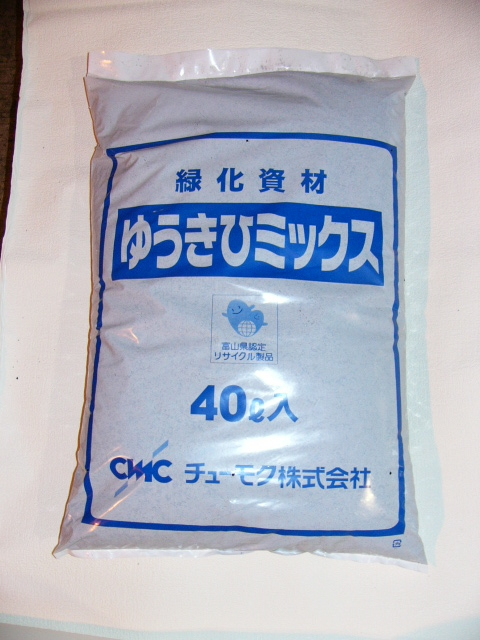 緑化資材
ゆうきひミックス
富山県認定
リサイクル製品
40ℓ入
CMC チューモク株式会社